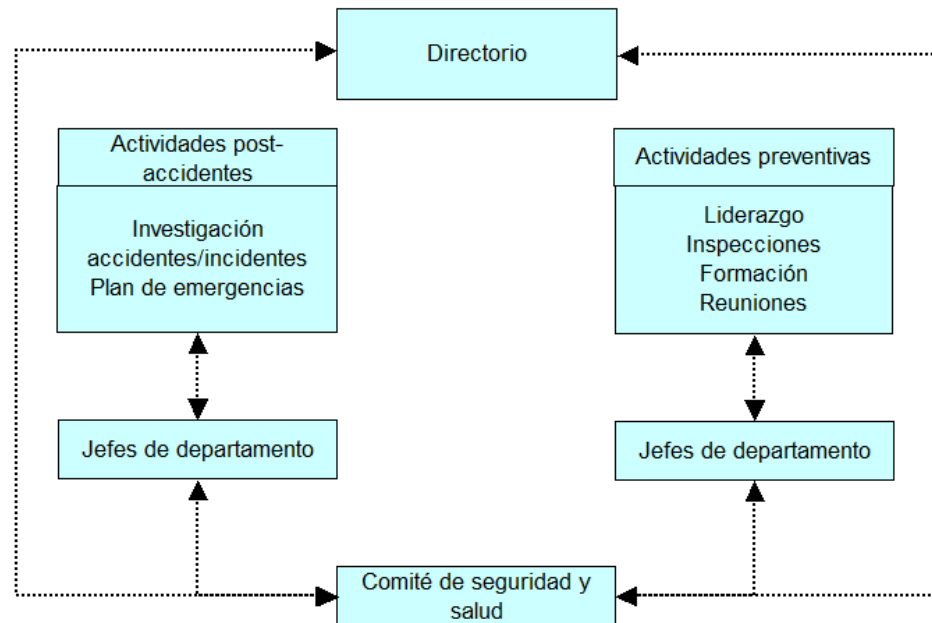 Directorio
Actividades post-
accidentes
Investigación
accidentes/incidentes
Plan de emergencias
Actividades preventivas
Liderazgo
Inspecciones
Formación
Reuniones
Jefes de departamento
Jefes de departamento
Comité de seguridad y
salud